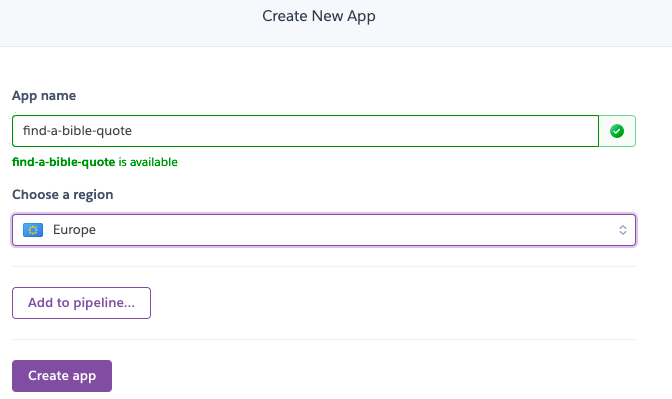 Create New App
App name
find-a-bible-quote
find-a-bible-quote is available
Choose a region
Europe
Add to pipeline...
Create app